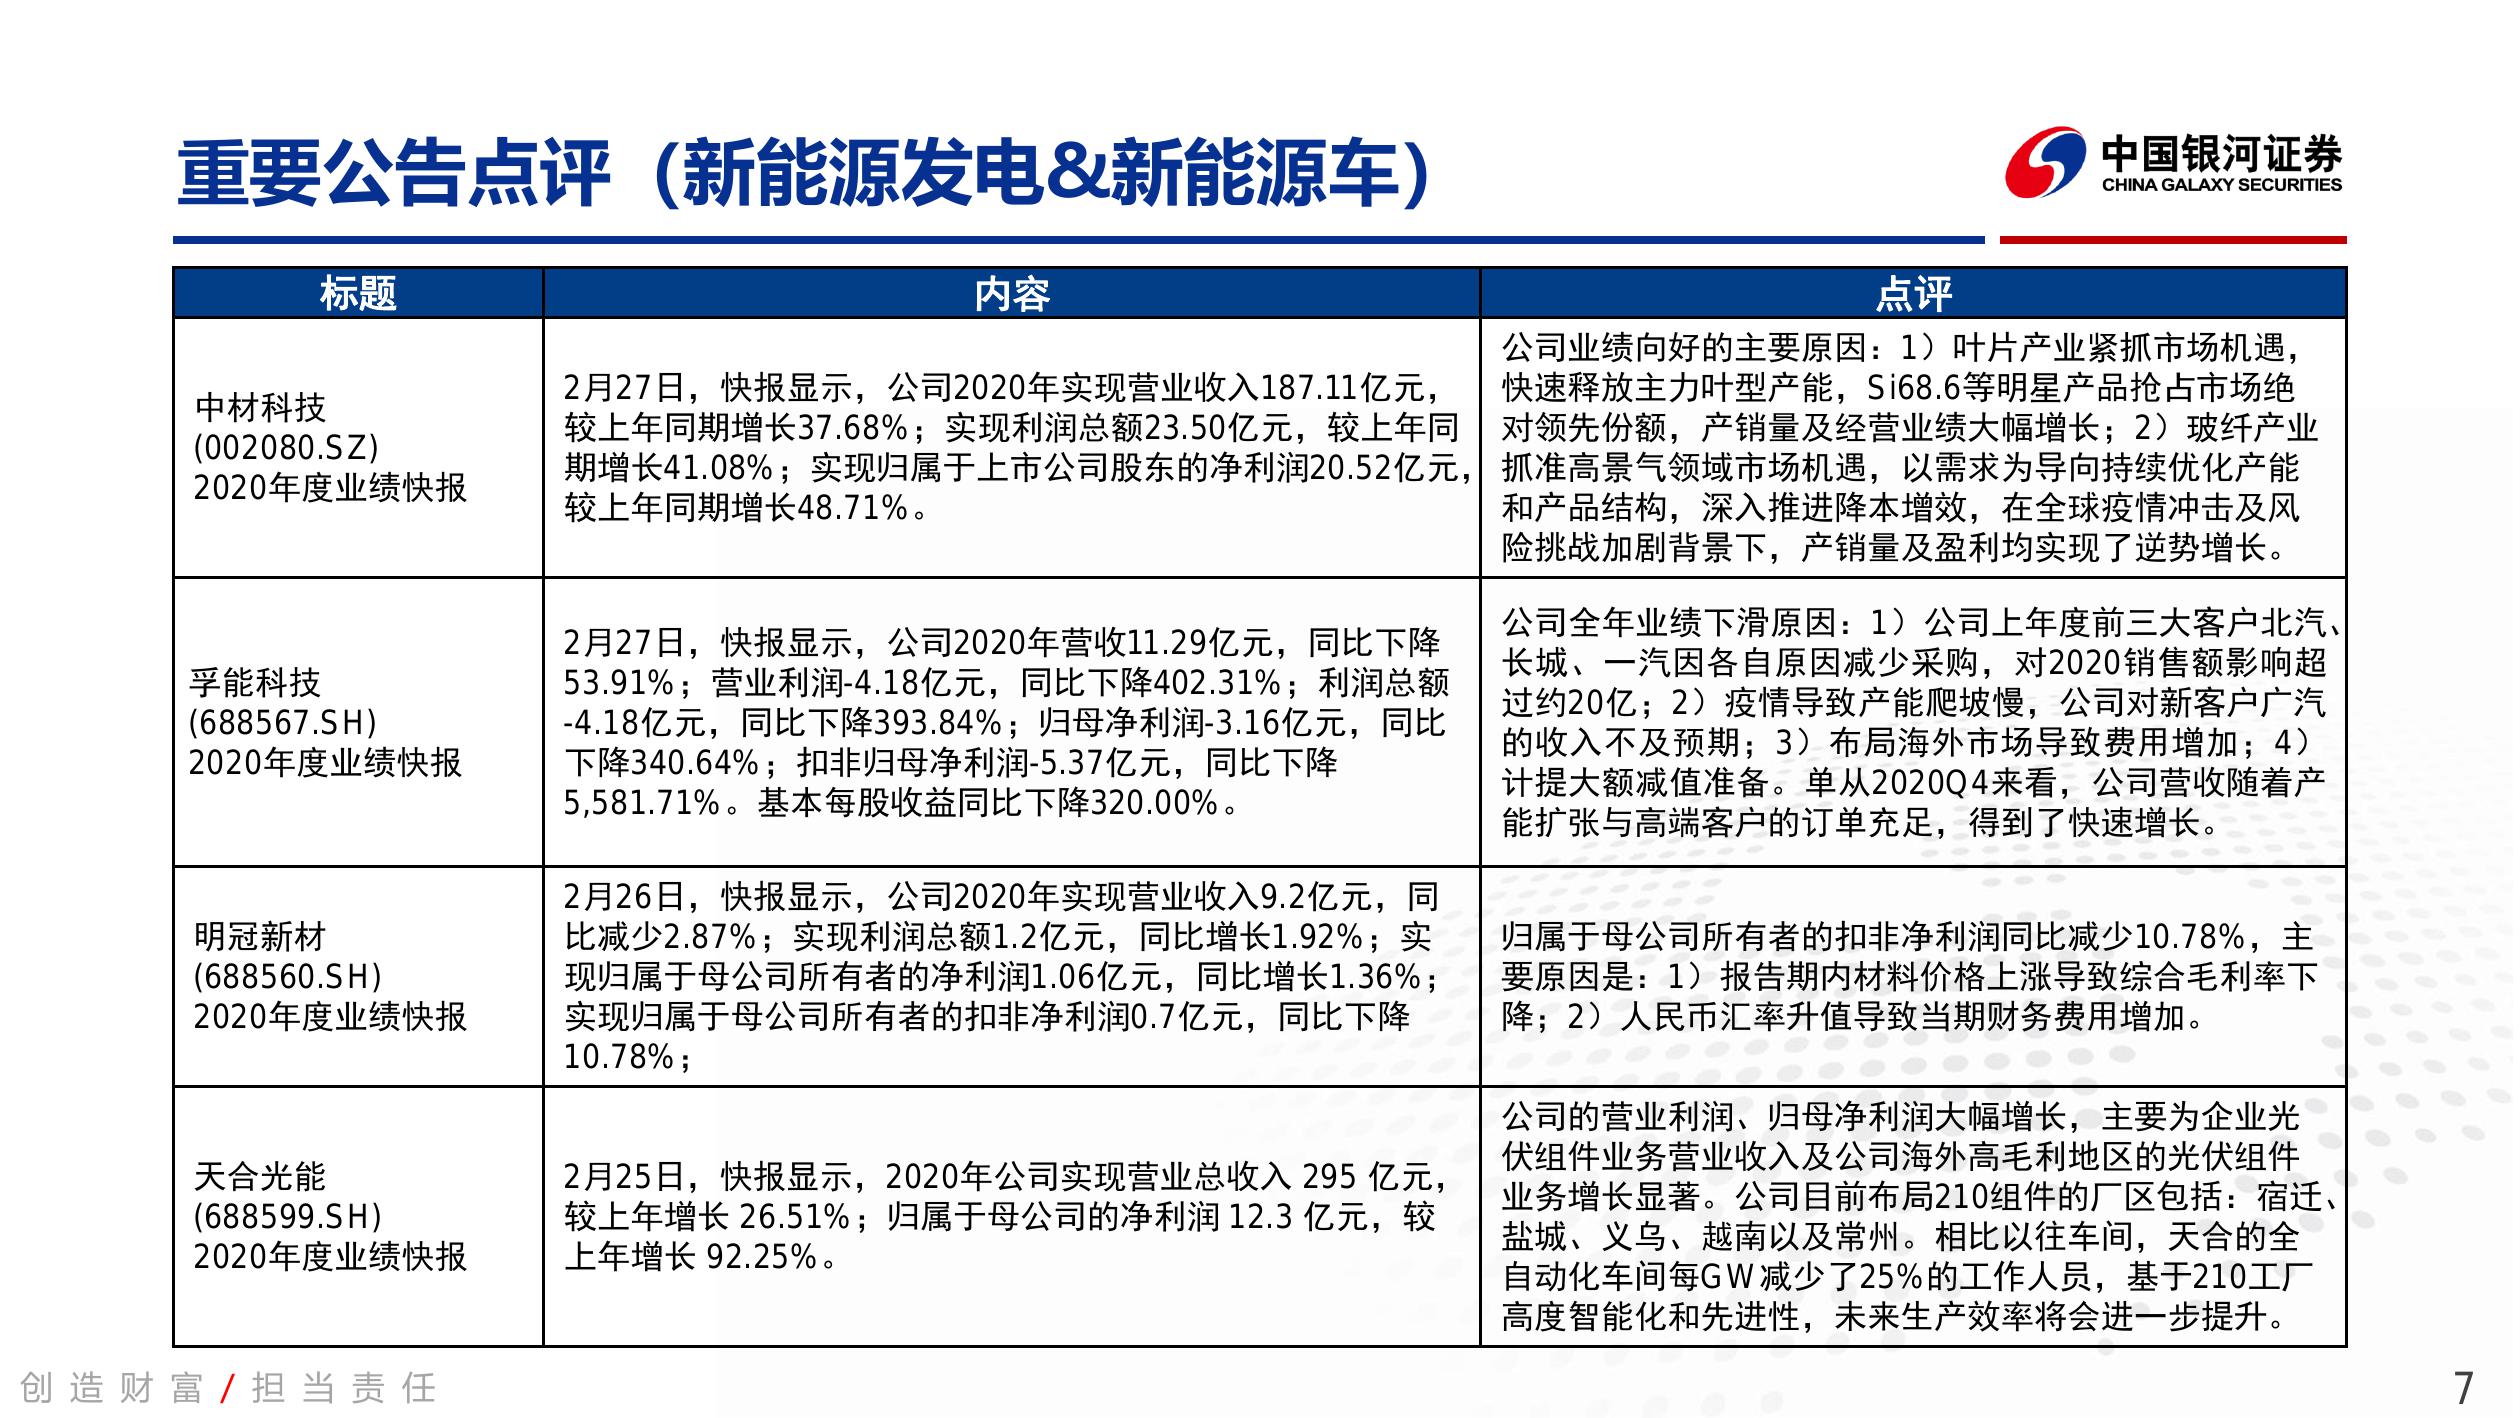 重要公告点评（新能源发电&新能源车）
中国银河证券
CHINA GALAXY SECURITIES
标题
内容
点评
中材科技
(002080.SZ)
2020年度业绩快报
2月27日，快报显示，公司2020年实现营业收入187.11亿元，
较上年同期增长37.68%；实现利润总额23.50亿元，较上年同
期增长41.08%；实现归属于上市公司股东的净利润20.52亿元，
较上年同期增长48.71%。
公司业绩向好的主要原因：1）叶片产业紧抓市场机遇，
快速释放主力叶型产能，Si68.6等明星产品抢占市场绝
对领先份额，产销量及经营业绩大幅增长；2）玻纤产业
抓准高景气领域市场机遇，以需求为导向持续优化产能
和产品结构，深入推进降本增效，在全球疫情冲击及风
险挑战加剧背景下，产销量及盈利均实现了逆势增长。
孚能科技
(688567.SH)
2020年度业绩快报
2月27日，快报显示，公司2020年营收11.29亿元，同比下降
53.91%；营业利润-4.18亿元，同比下降402.31%；利润总额
-4.18亿元，同比下降393.84%；归母净利润-3.16亿元，同比
下降340.64%；扣非归母净利润-5.37亿元，同比下降
5,581.71%。基本每股收益同比下降320.00%。
公司全年业绩下滑原因：1）公司上年度前三大客户北汽、
长城、一汽因各自原因减少采购，对2020销售额影响超
过约20亿；2）疫情导致产能爬坡慢，公司对新客户广汽
的收入不及预期；3）布局海外市场导致费用增加；4）
计提大额减值准备。单从2020Q4来看，公司营收随着产
能扩张与高端客户的订单充足，得到了快速增长。
明冠新材
(688560.SH)
2020年度业绩快报
2月26日，快报显示，公司2020年实现营业收入9.2亿元，同
比减少2.87%；实现利润总额1.2亿元，同比增长1.92%；实
现归属于母公司所有者的净利润1.06亿元，同比增长1.36%；
实现归属于母公司所有者的扣非净利润0.7亿元，同比下降
10.78%；
归属于母公司所有者的扣非净利润同比减少10.78%，主
要原因是：1）报告期内材料价格上涨导致综合毛利率下
降；2）人民币汇率升值导致当期财务费用增加。
天合光能
(688599.SH)
2020年度业绩快报
2月25日，快报显示，2020年公司实现营业总收入 295 亿元，
较上年增长 26.51%；归属于母公司的净利润 12.3 亿元，较
上年增长 92.25%。
公司的营业利润、归母净利润大幅增长，主要为企业光
伏组件业务营业收入及公司海外高毛利地区的光伏组件
业务增长显著。公司目前布局210组件的厂区包括：宿迁、
盐城、义乌、越南以及常州。相比以往车间，天合的全
自动化车间每GW减少了25%的工作人员，基于210工厂
高度智能化和先进性，未来生产效率将会进一步提升。
创造财富/担当责任
7